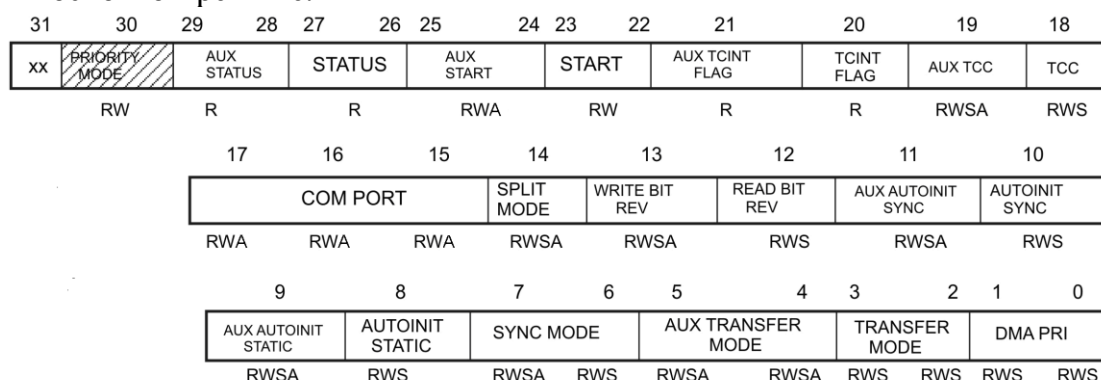 31 30 29 28 27 26 25 24 23 22 21 20 19 18
xx PRIORITY MODE AUX STATUS STATUS AUX START START AUX TCINT FLAG TCINT FLAG AUX TCC TCC
RW R R RWA RW R R RWSA RWS
17 16 15 14 13 12 11 10
COM PORT SPLIT MODE WRITE BIT REV READ BIT REV AUX AUTOINIT SYNC AUTOINIT SYNC
RWA RWA RWA RWSA RWSA RWS RWSA RWS
9 8 7 6 5 4 3 2 1 0
AUX AUTOINIT STATIC AUTOINIT STATIC SYNC MODE AUX TRANSFER MODE TRANSFER MODE DMA PRI
RWSA RWS RWSA RWS RWSA RWSA RWS RWS RWS RWS